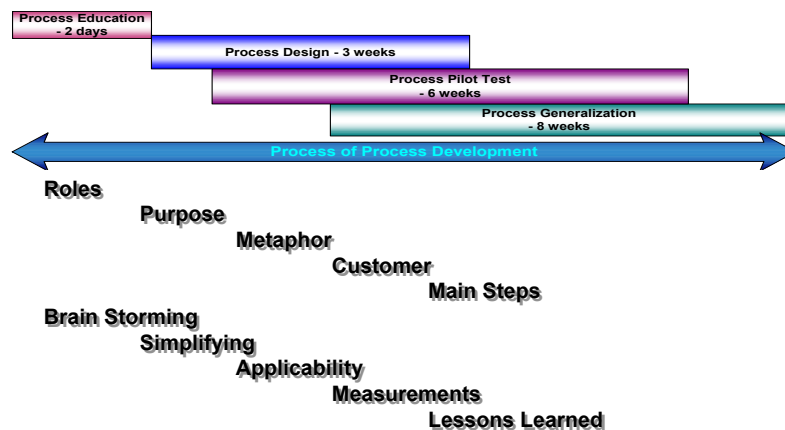 Process Education
- 2 days
Process Design - 3 weeks
Process Pilot Test
- 6 weeks
Process Generalization
- 8 weeks
Process of Process Development
Roles
Purpose
Metaphor
Customer
Main Steps
Brain Storming
Simplifying
Applicability
Measurements
Lessons Learned